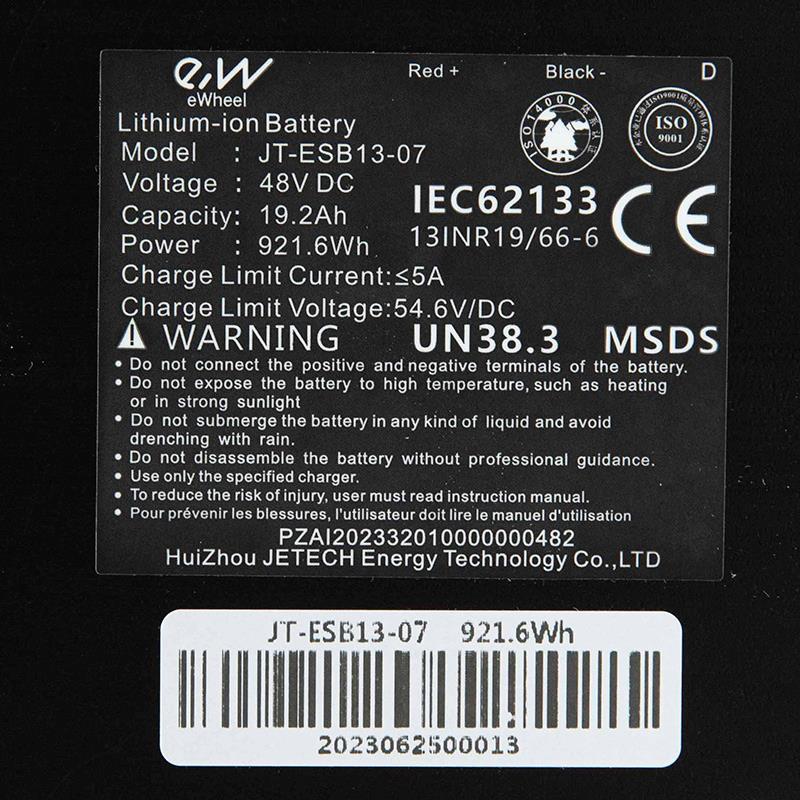 e,W
eWheel
Red + Black - D
ISO14000
ISO
9001
Lithium-ion Battery
Model : JT-ESB13-07
Voltage : 48V DC
Capacity: 19.2Ah
Power : 921.6Wh
IEC62133
13INR19/66-6
CE
Charge Limit Current:≤5A
Charge Limit Voltage:54.6V/DC
WARNING UN38.3 MSDS
• Do not connect the positive and negative terminals of the battery.
• Do not expose the battery to high temperature, such as heating
or in strong sunlight
• Do not submerge the battery in any kind of liquid and avoid
drenching with rain.
• Do not disassemble the battery without professional guidance.
• Use only the specified charger.
• To reduce the risk of injury, user must read instruction manual.
• Pour prévenir les blessures, l'utilisateur doit lire le manuel d'utilisation
PZAI202332010000000482
HuiZhou JETECH Energy Technology Co.,LTD
JT-ESB13-07 921.6Wh
2023062500013